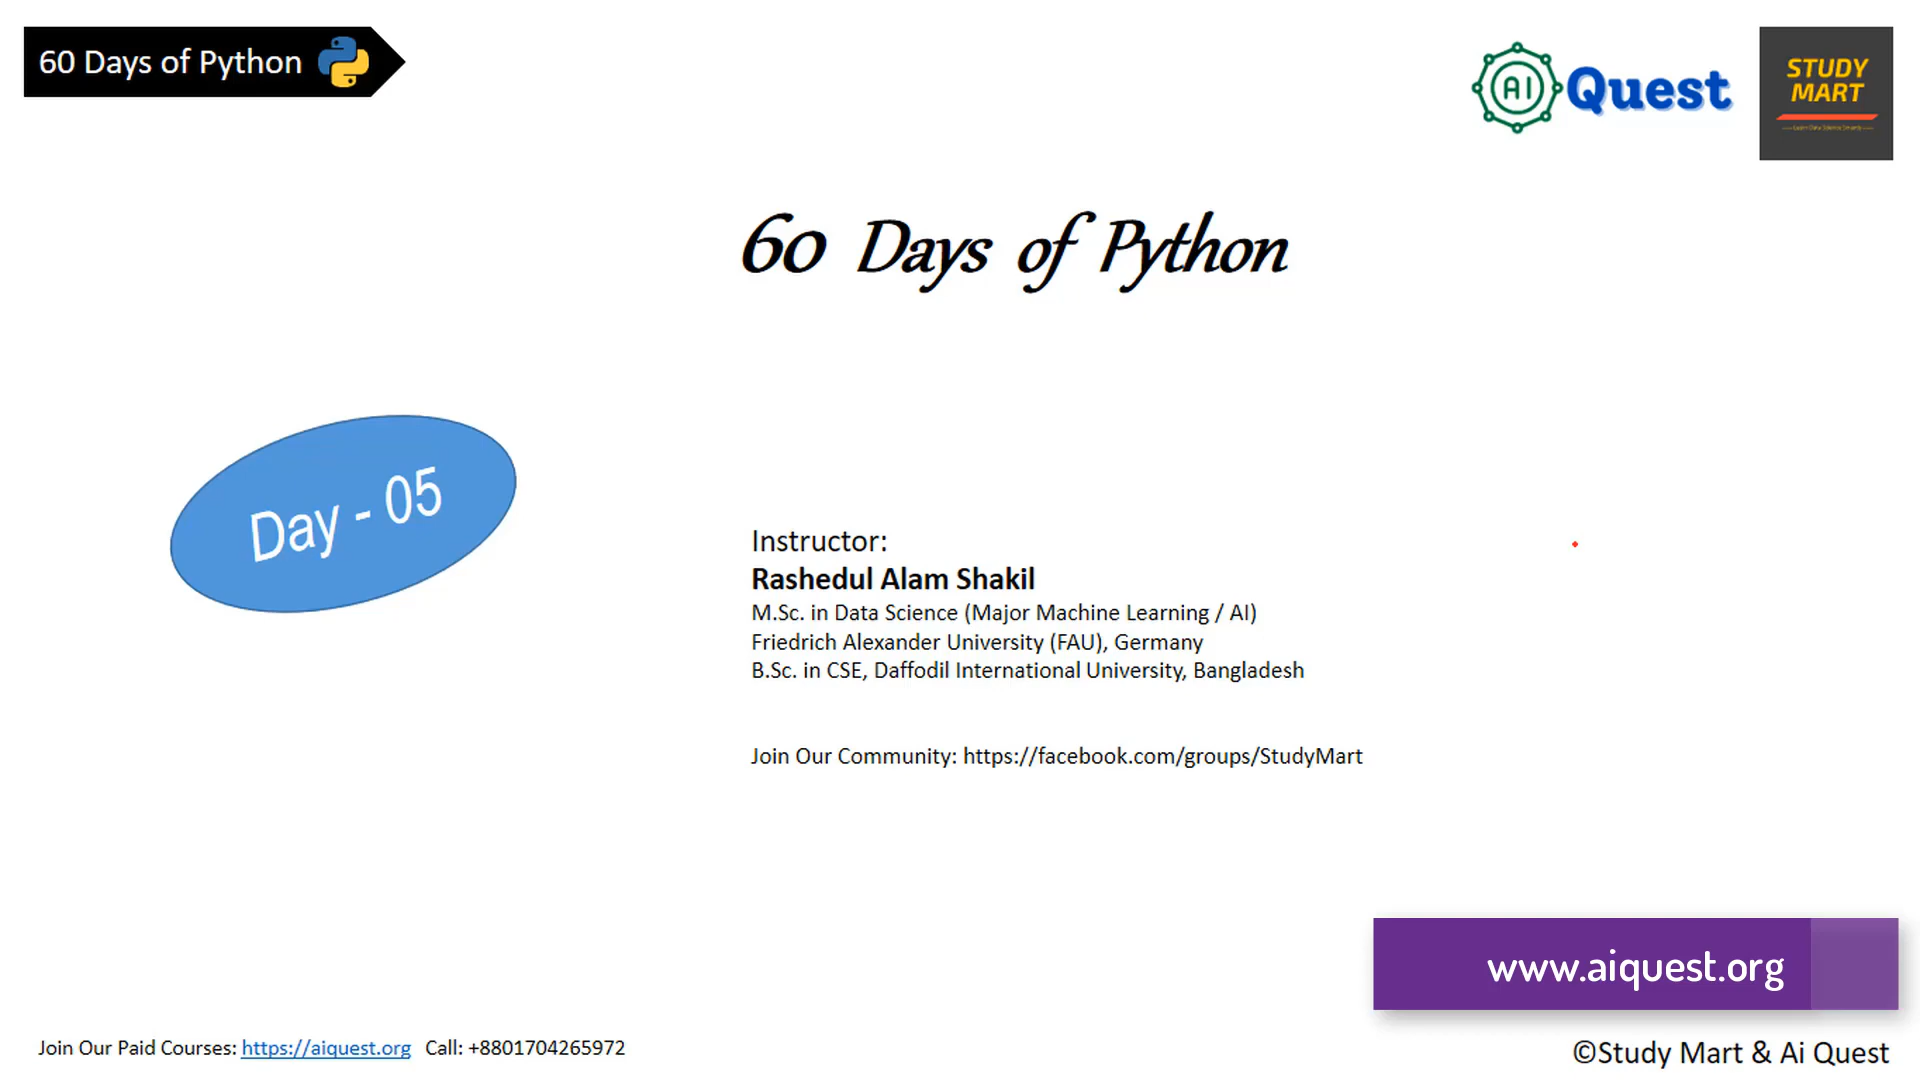 60 Days of Python
AI Quest
STUDY
MART
60 Days of Python
Day - 05
Instructor:
Rashedul Alam Shakil
M.Sc. in Data Science (Major Machine Learning / AI)
Friedrich Alexander University (FAU), Germany
B.Sc. in CSE, Daffodil International University, Bangladesh
Join Our Community: https://facebook.com/groups/StudyMart
www.aiquest.org
Join Our Paid Courses: https://aiquest.org Call: +8801704265972
©Study Mart & Ai Quest